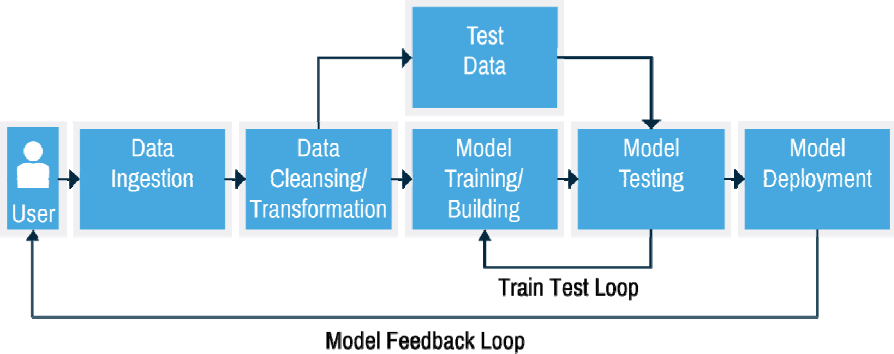 Test
Data
User
Data
Ingestion
Data
Cleansing/
Transformation
Model
Training/
Building
Model
Testing
Model
Deployment
Train Test Loop
Model Feedback Loop